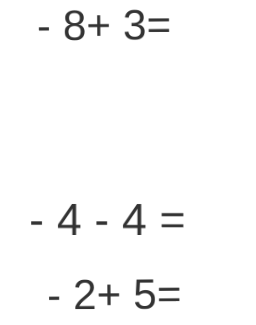 - 8+ 3=
- 4 - 4 =
- 2+ 5=